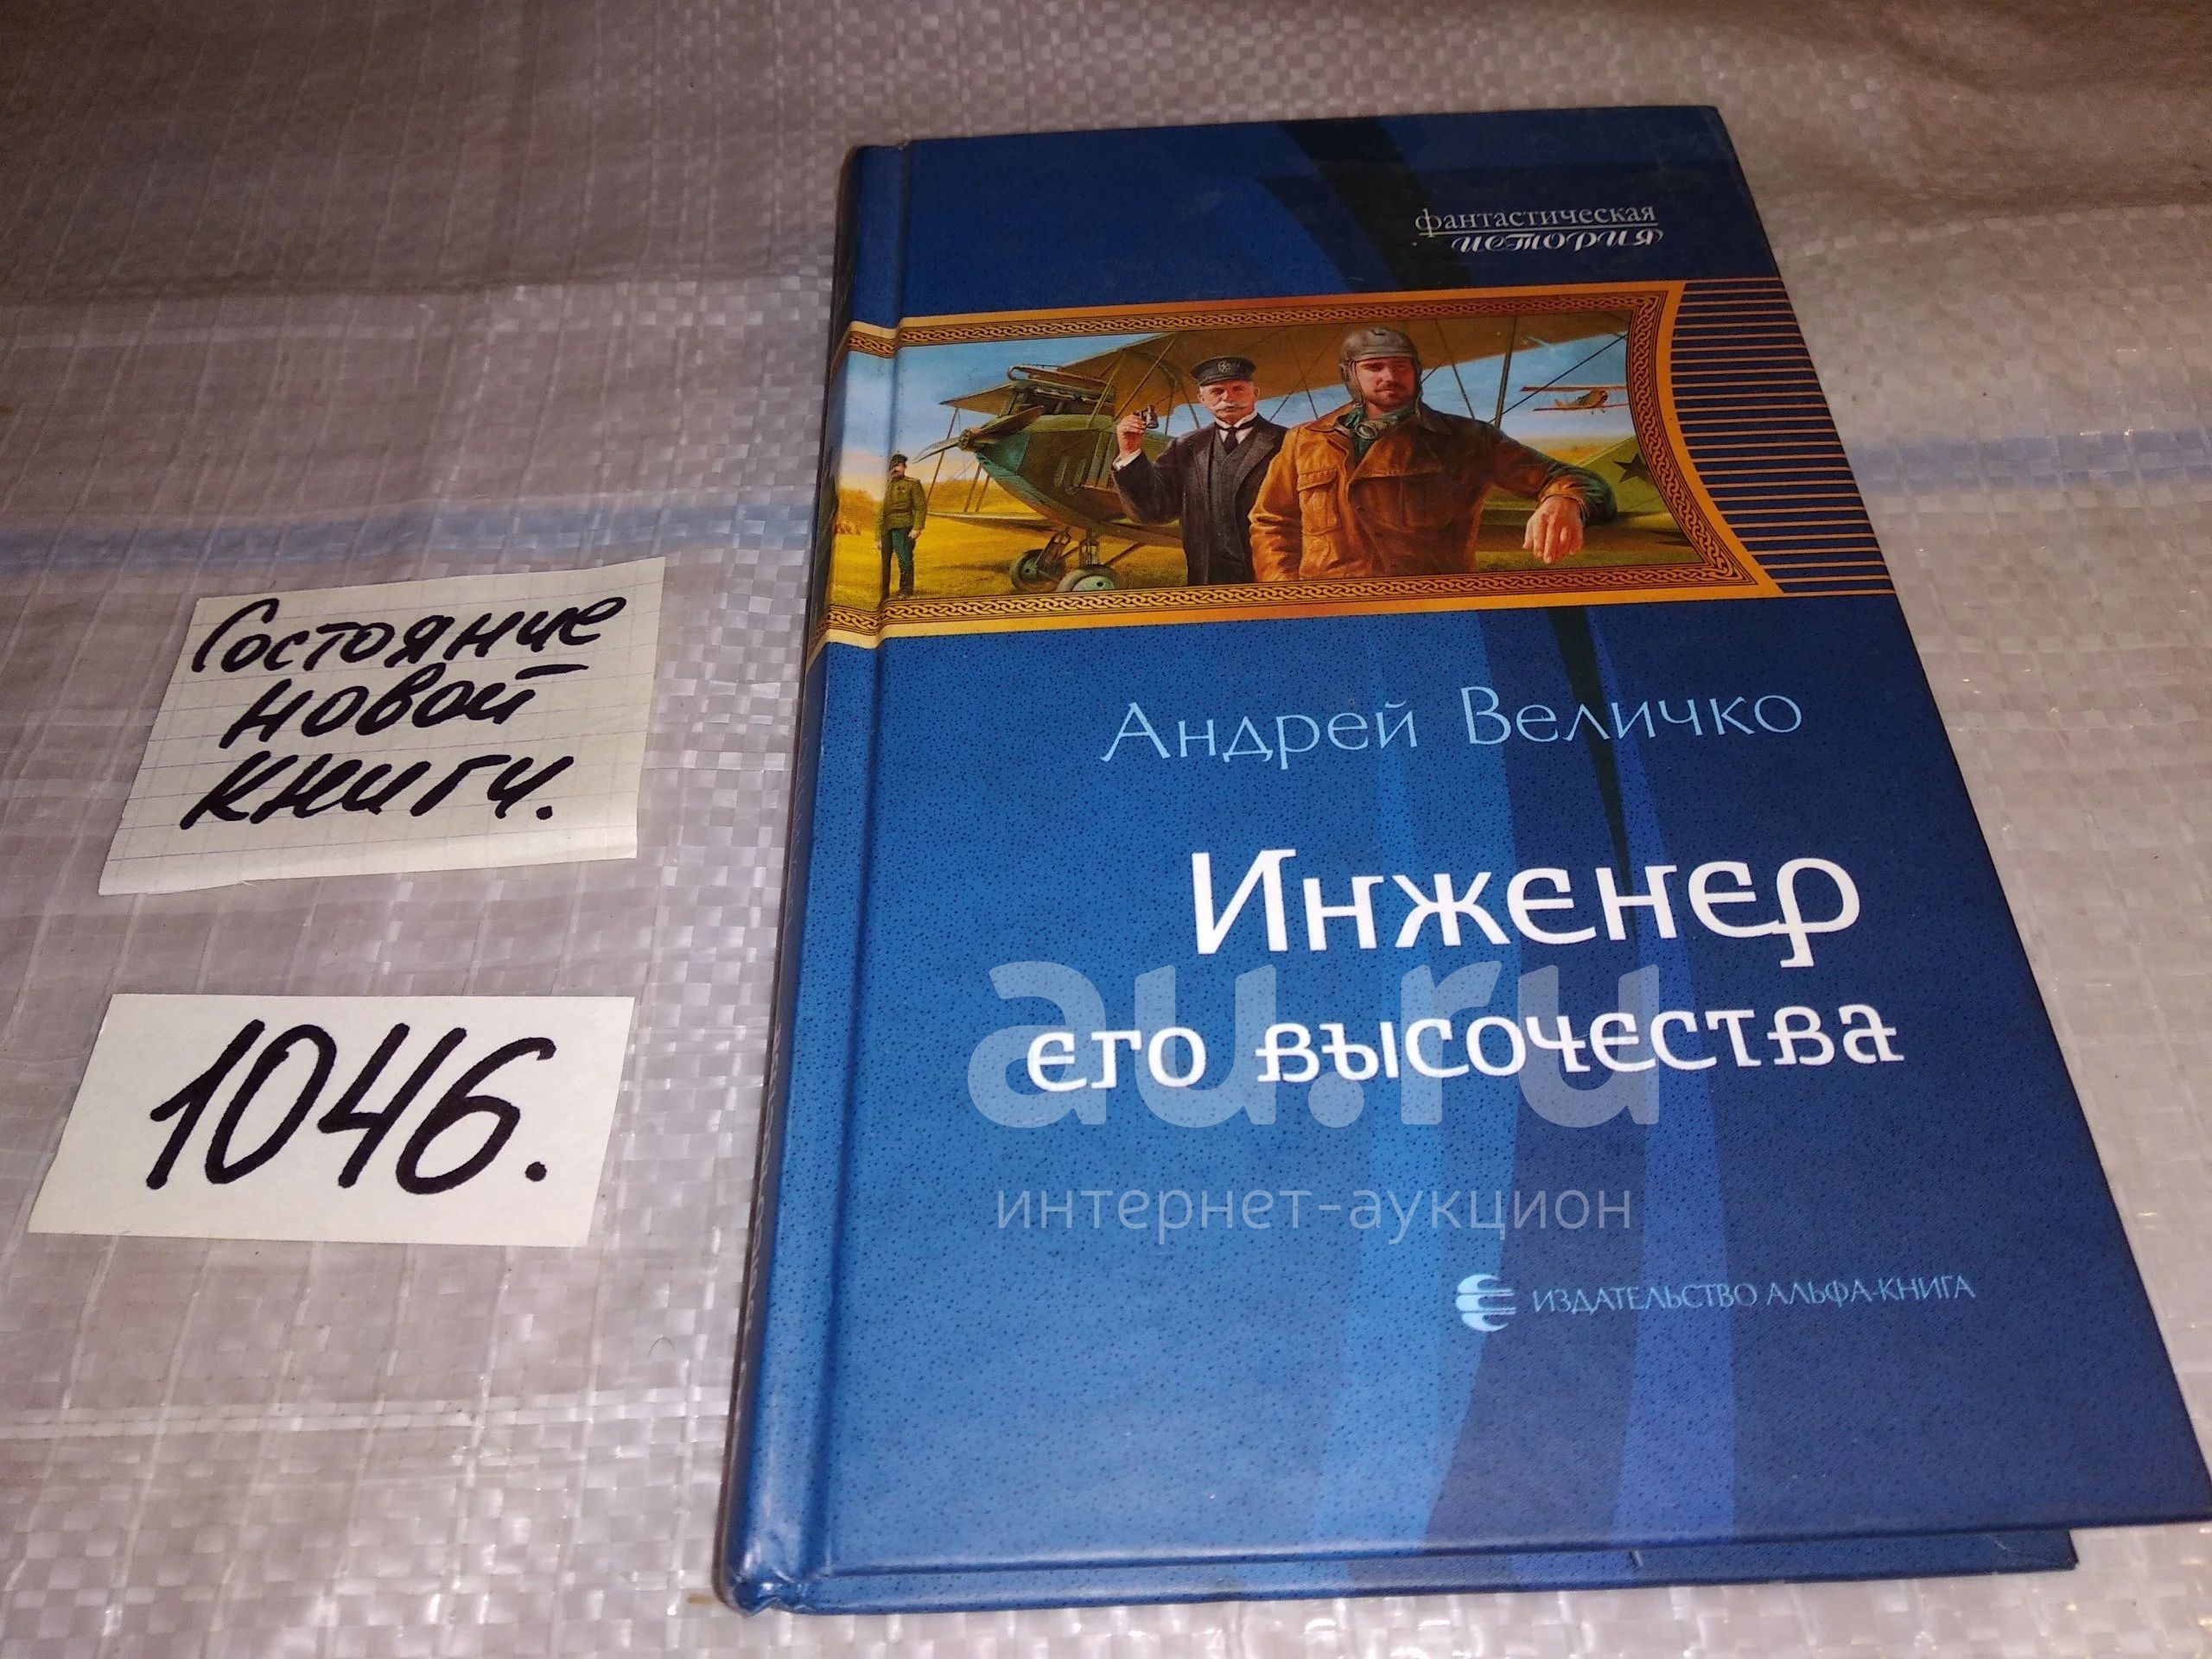 фантастическая
история
Андрей Величко
Инженер
его высочества
au.ru
интернет-аукцион
ИЗДАТЕЛЬСТВО АЛЬФА-КНИГА
Состояние
новой
книги.
1046.